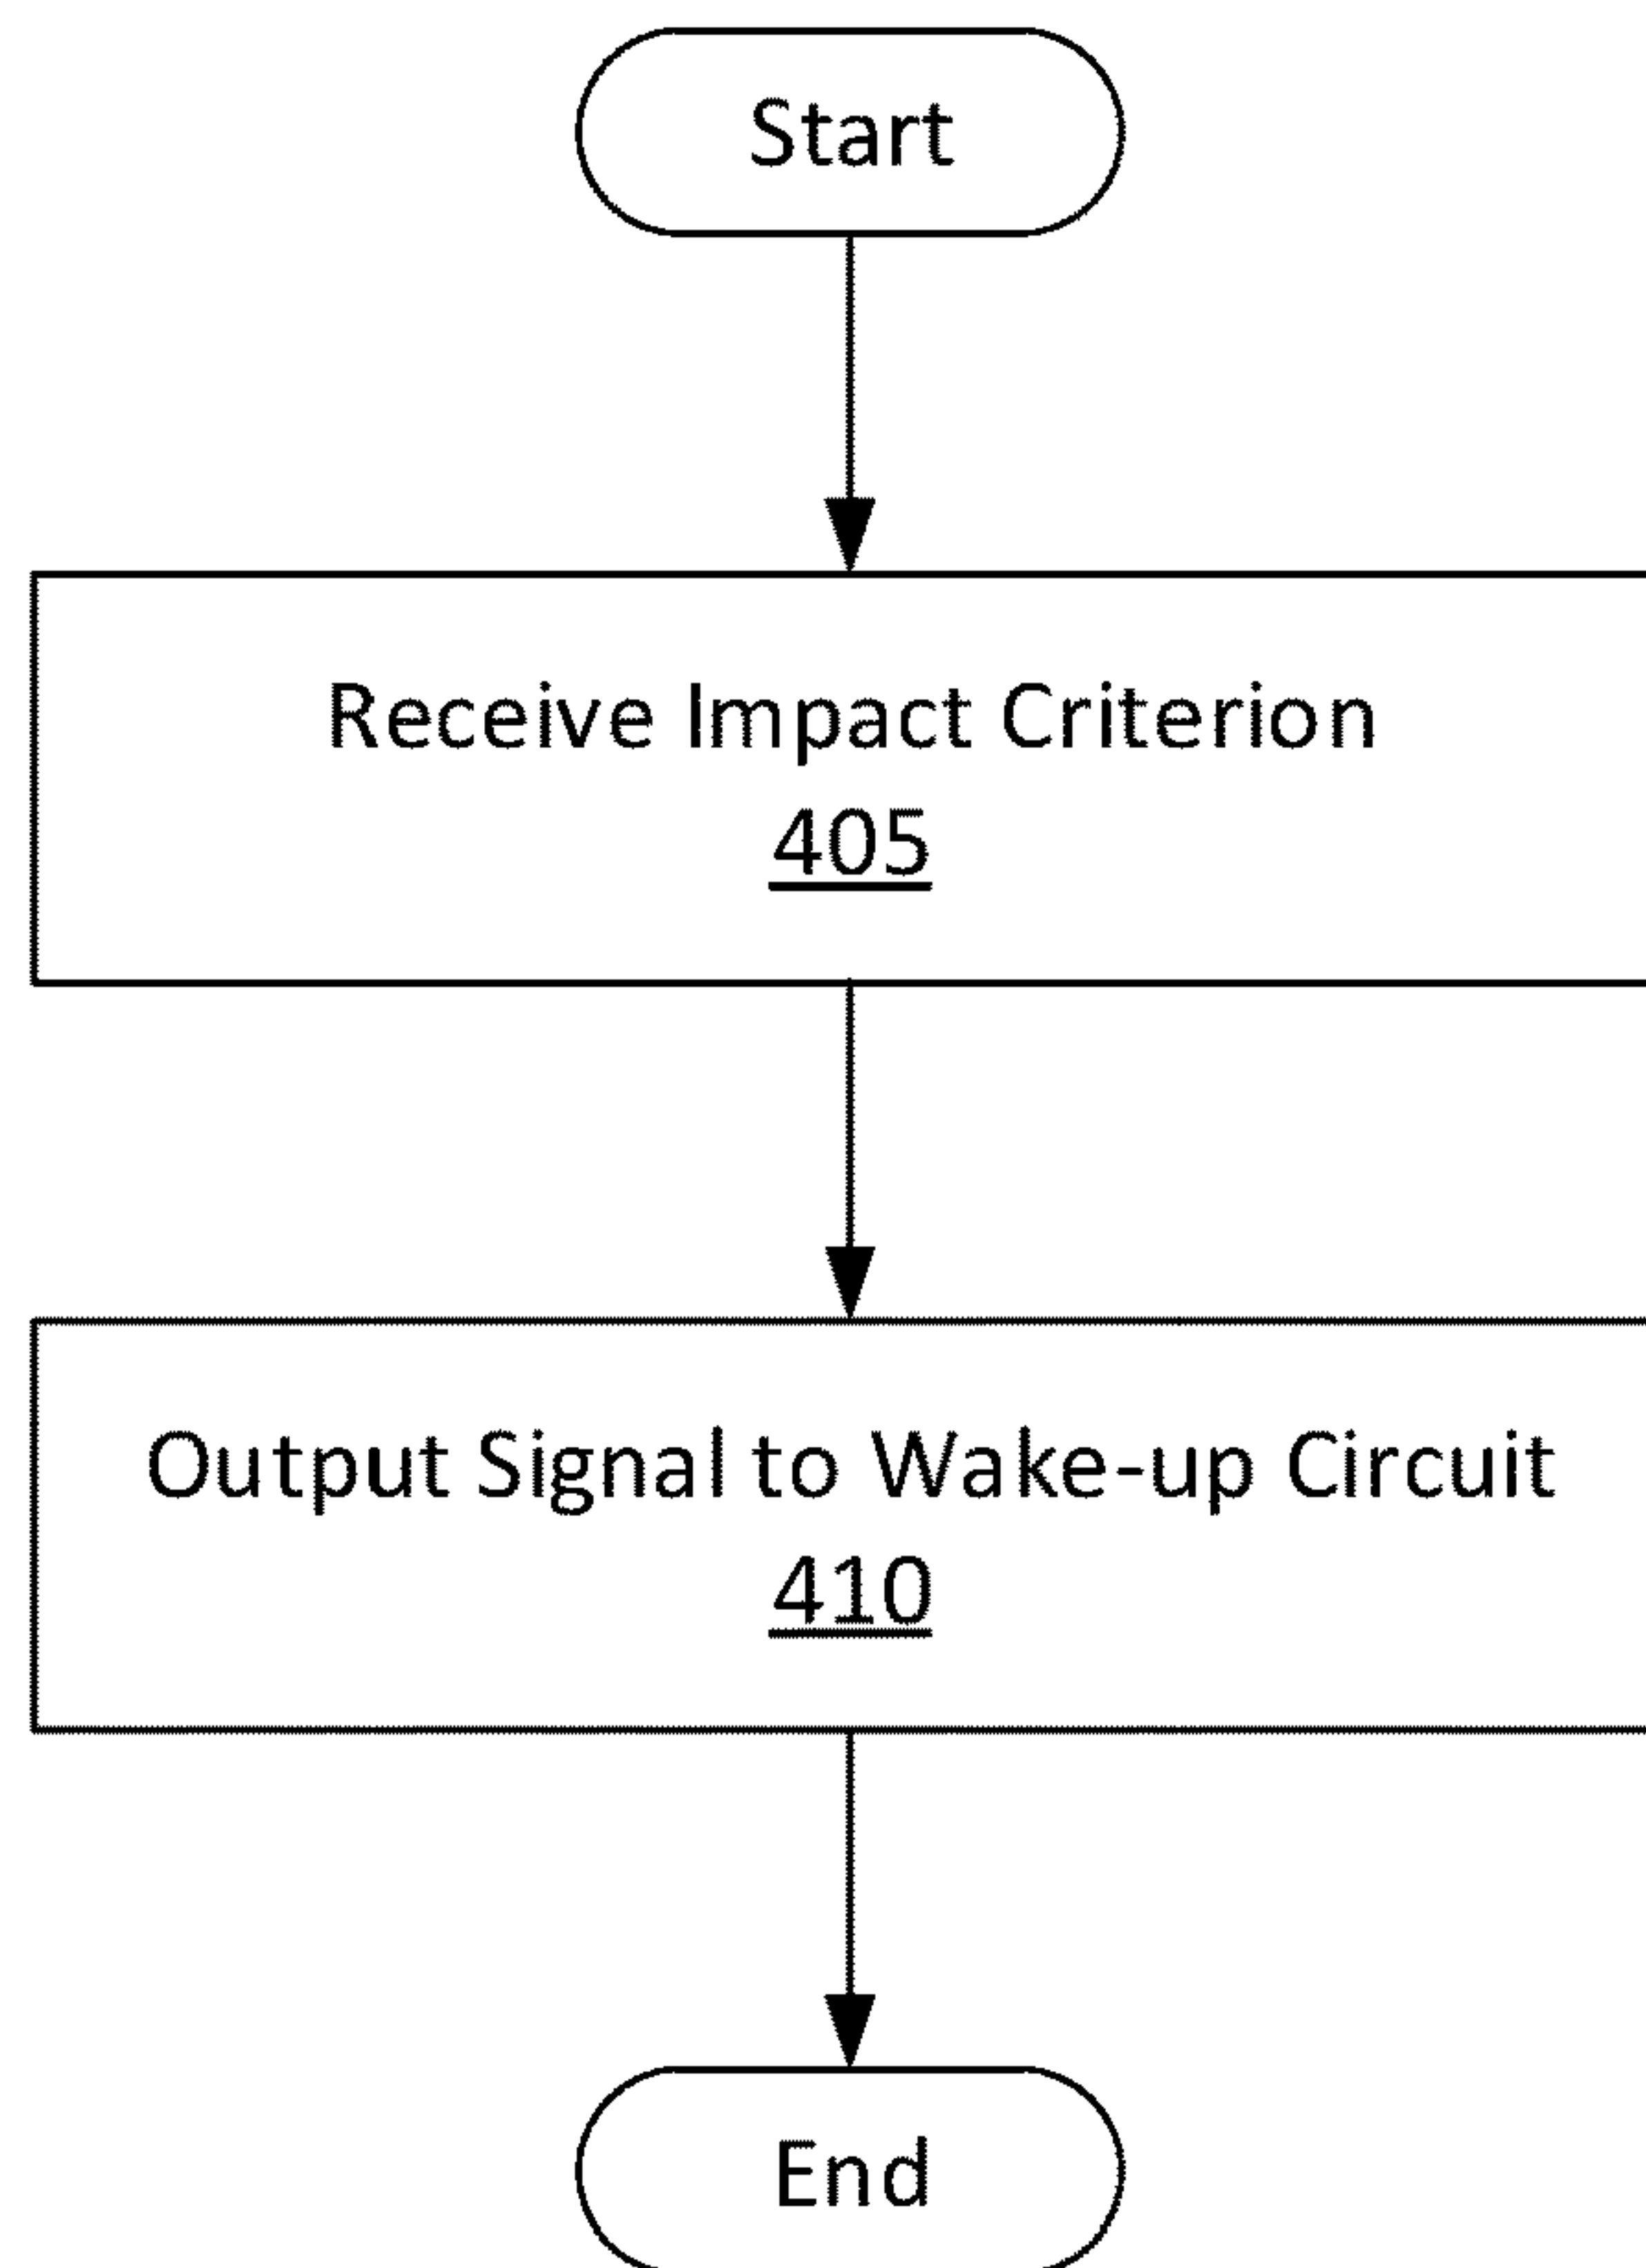 Start
Receive Impact Criterion
405
Output Signal to Wake-up Circuit
410
End